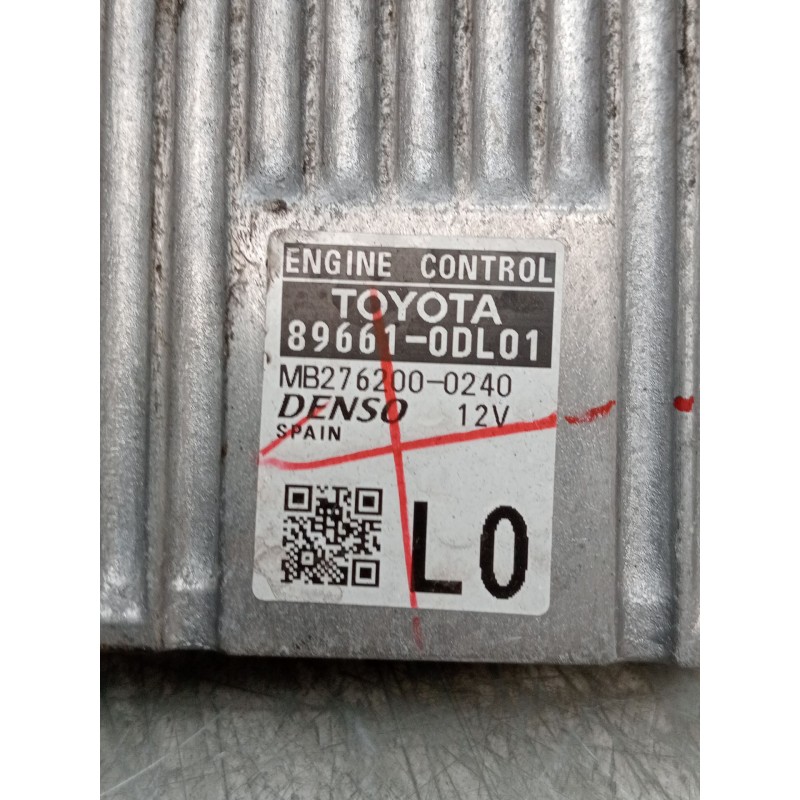 ENGINE CONTROL
TOYOTA
89661-0DL01
MB276200-0240
DENSO 12V
SPAIN
L0